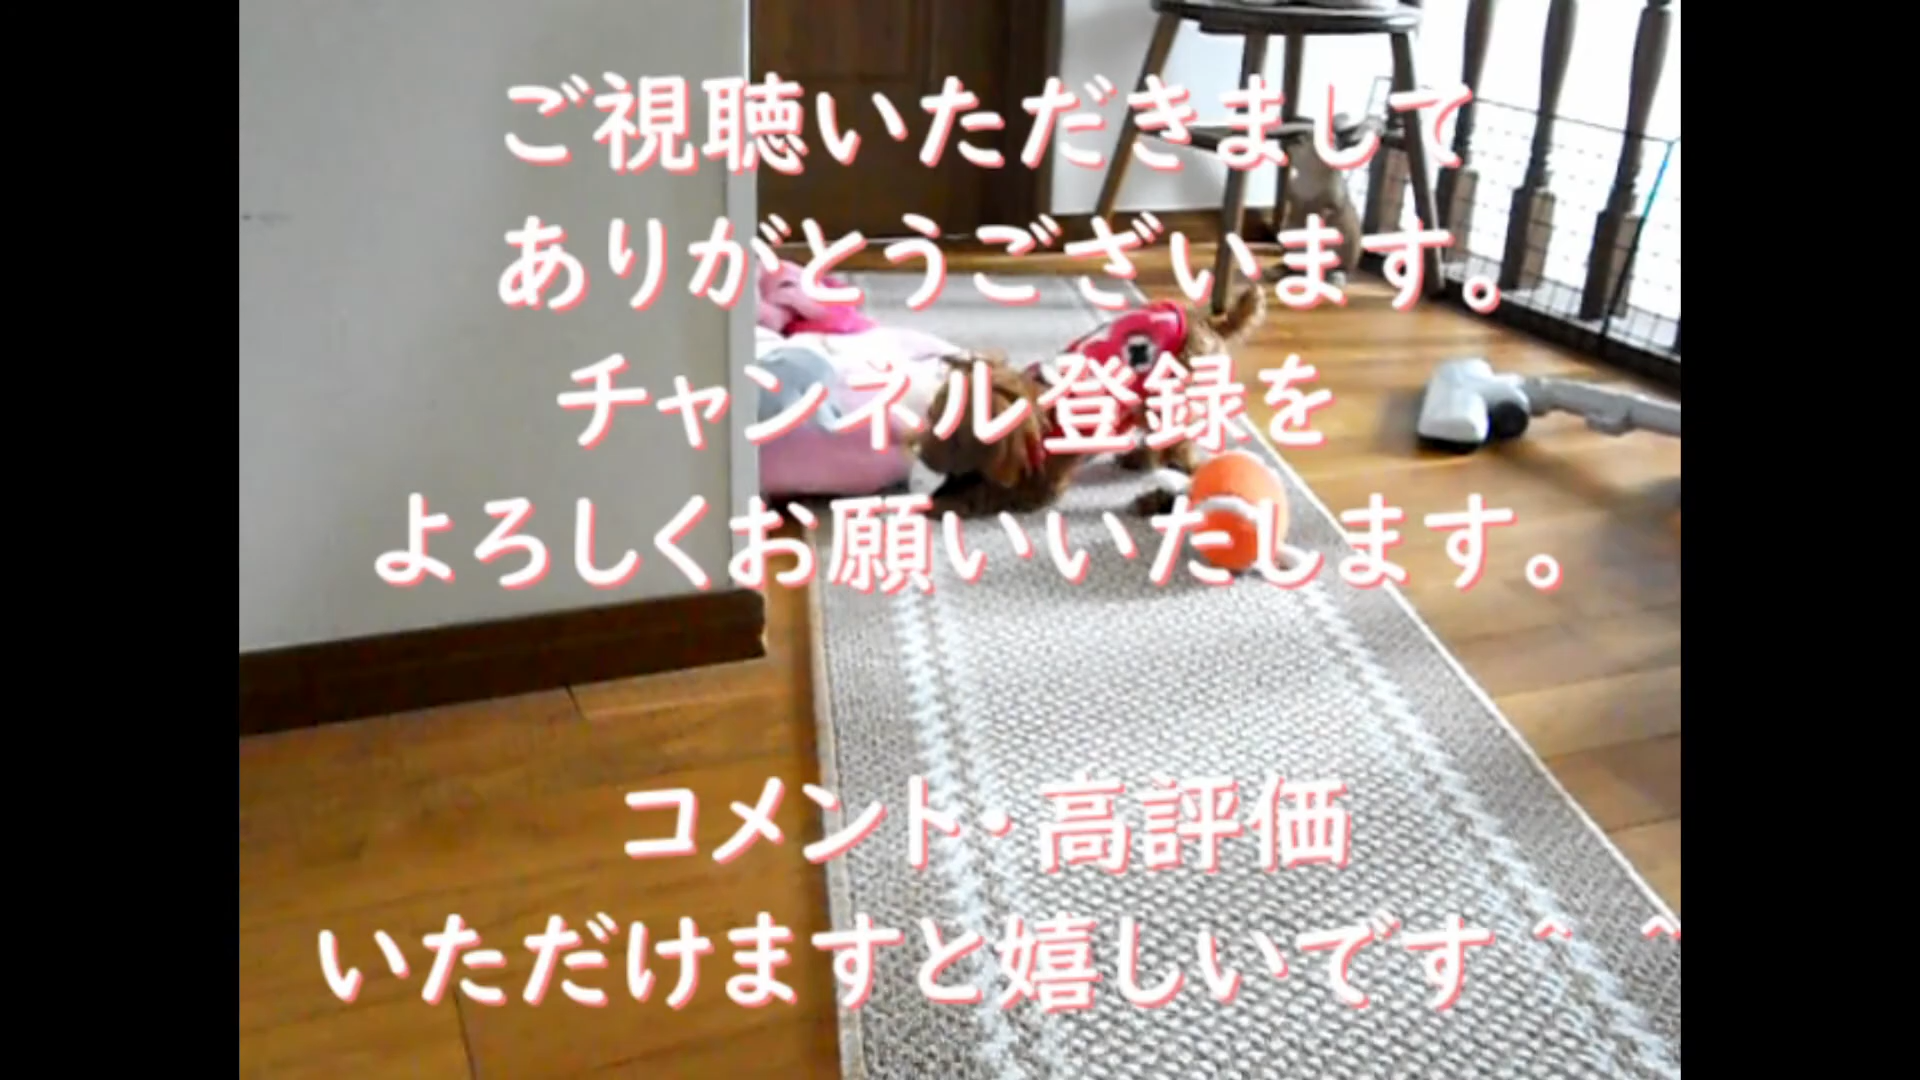 ご視聴いただきまして
ありがとうございます。
チャンネル登録を
よろしくお願いいたします。
コメント・高評価
いただけますと嬉しいです＾ ＾